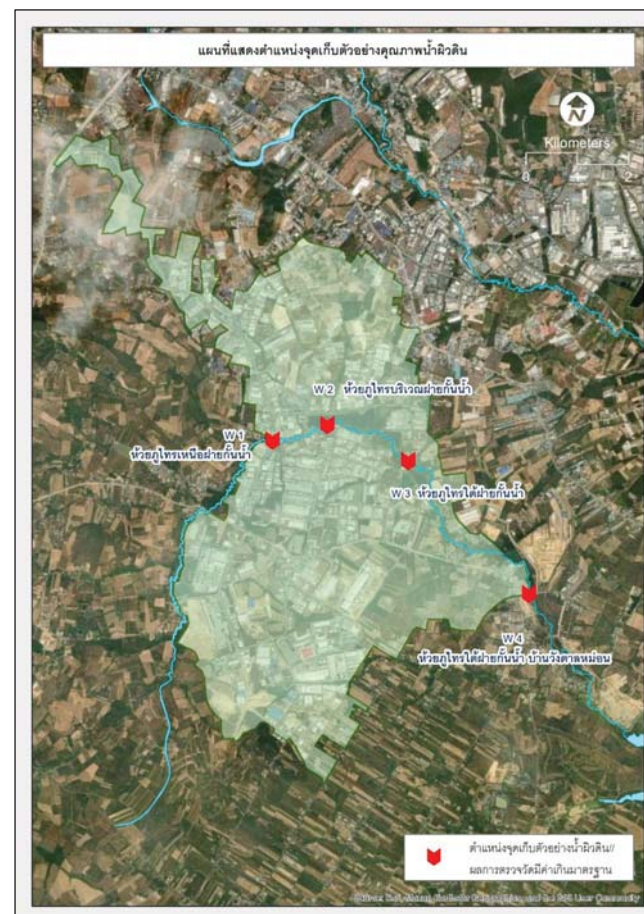 แผนที่แสดงตำแหน่งจุดเก็บตัวอย่างคุณภาพน้ำผิวดิน
N
Kilometers
W 2 ห้วยภูไทรบริเวณฝายกั้นน้ำ
W 1
ห้วยภูไทรเหนือฝายกั้นน้ำ
W 3 ห้วยภูไทรใต้ฝายกั้นน้ำ
W 4
ห้วยภูไทรใต้ฝายกั้นน้ำ บ้านวังตาลหม่อน
ตำแหน่งจุดเก็บตัวอย่างน้ำผิวดิน//
ผลการตรวจวัดมีค่าเกินมาตรฐาน
and the GIS User Community